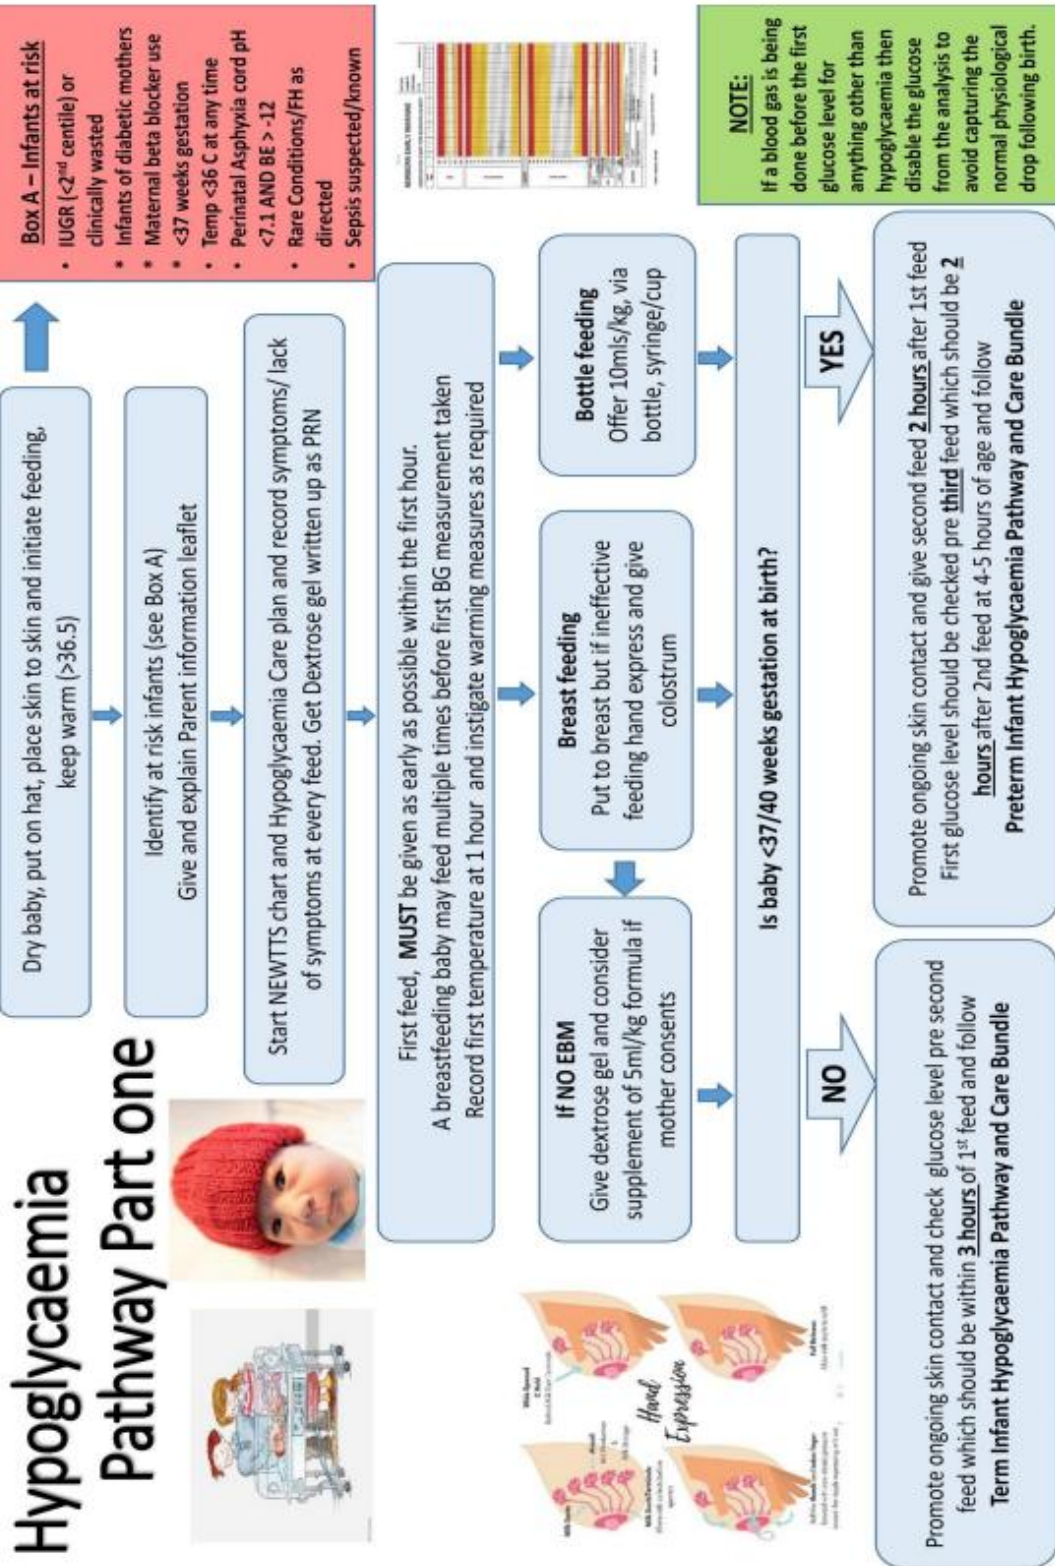 Hypoglycaemia
Pathway Part one
Dry baby, put on hat, place skin to skin and initiate feeding,
keep warm (>36.5)
Box A – Infants at risk
• IUGR (<2nd centile) or
clinically wasted
* Infants of diabetic mothers
* Maternal beta blocker use
* <37 weeks gestation
• Temp <36 C at any time
• Perinatal Asphyxia cord pH
<7.1 AND BE > -12
• Rare Conditions/FH as
directed
• Sepsis suspected/known
Identify at risk infants (see Box A)
Give and explain Parent information leaflet
Start NEWTTS chart and Hypoglycaemia Care plan and record symptoms/ lack
of symptoms at every feed. Get Dextrose gel written up as PRN
First feed, MUST be given as early as possible within the first hour.
A breastfeeding baby may feed multiple times before first BG measurement taken
Record first temperature at 1 hour and instigate warming measures as required
IF NO EBM
Give dextrose gel and consider
supplement of 5ml/kg formula if
mother consents
Breast feeding
Put to breast but if ineffective
feeding hand express and give
colostrum
Bottle feeding
Offer 10mls/kg, via
bottle, syringe/cup
Hand
Expression
Is baby <37/40 weeks gestation at birth?
NO
YES
NOTE:
If a blood gas is being
done before the first
glucose level for
anything other than
hypoglycaemia then
disable the glucose
from the analysis to
avoid capturing the
normal physiological
drop following birth.
Promote ongoing skin contact and check glucose level pre second
feed which should be within 3 hours of 1st feed and follow
Term Infant Hypoglycaemia Pathway and Care Bundle
Promote ongoing skin contact and give second feed 2 hours after 1st feed
First glucose level should be checked pre third feed which should be 2
hours after 2nd feed at 4-5 hours of age and follow
Preterm Infant Hypoglycaemia Pathway and Care Bundle